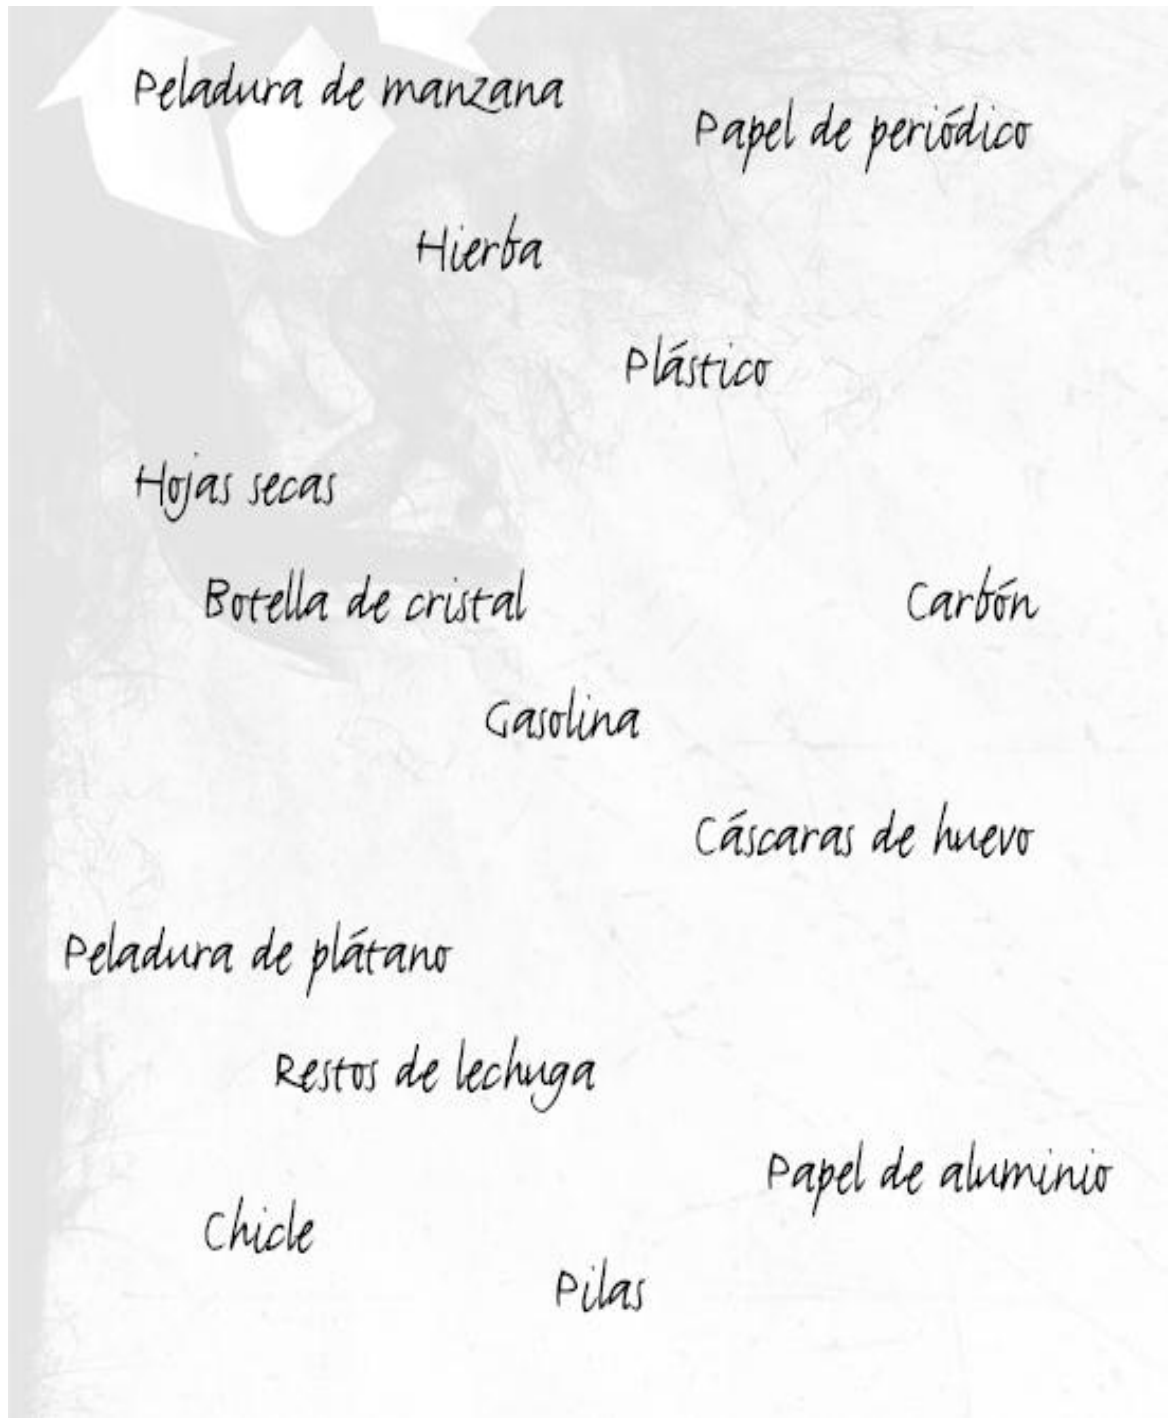 Peladura de manzana
Papel de periódico
Hierba
Plástico
Hojas secas
Botella de cristal
Carbón
Gasolina
Cáscaras de huevo
Peladura de plátano
Restos de lechuga
Papel de aluminio
Chicle
Pilas